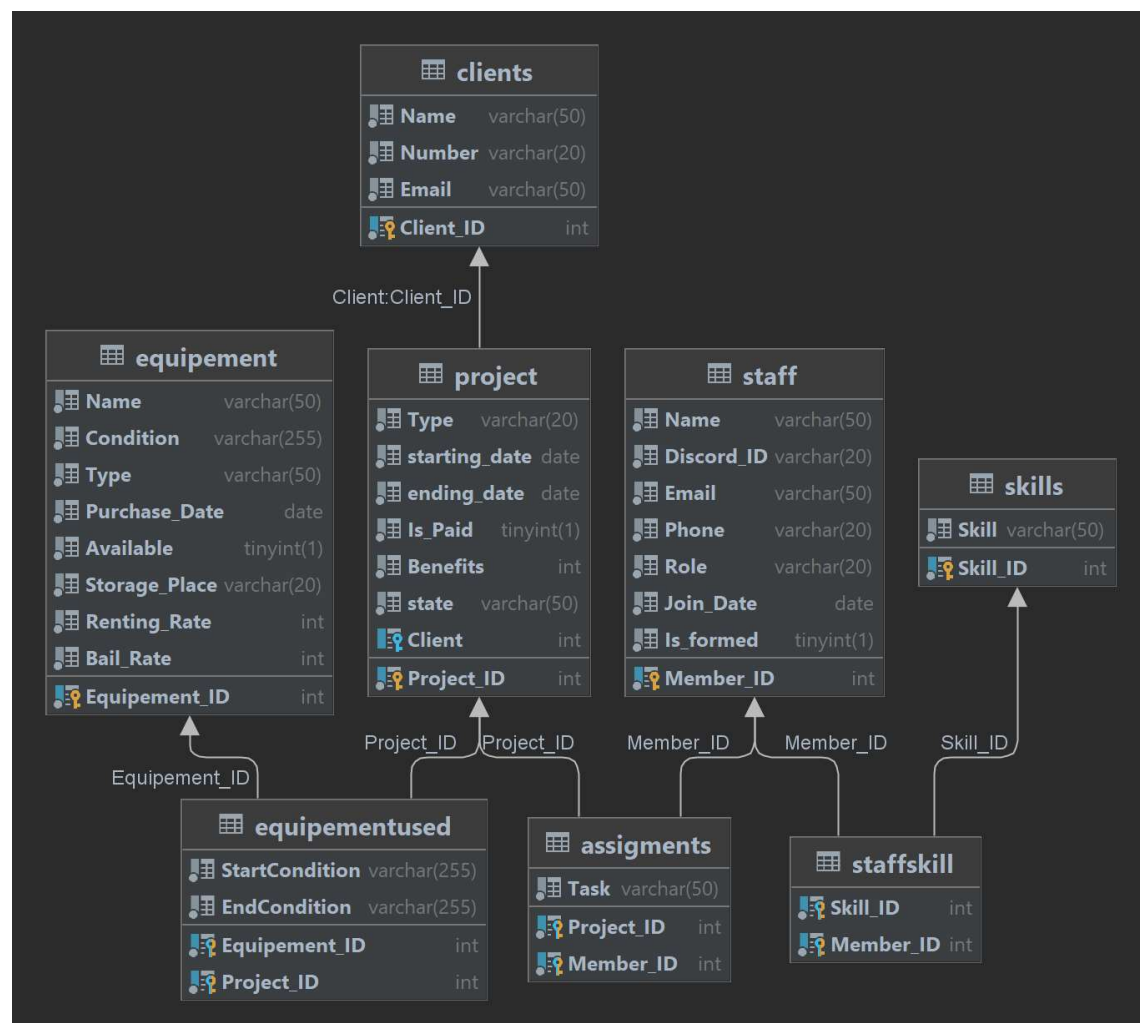 clients
Name varchar(50)
Number varchar(20)
Email varchar(50)
Client_ID int
Client:Client_ID
equipement
Name varchar(50)
Condition varchar(255)
Type varchar(50)
Purchase_Date date
Available tinyint(1)
Storage_Place varchar(20)
Renting_Rate int
Bail_Rate int
Equipement_ID int
project
Type varchar(20)
starting_date date
ending_date date
Is_Paid tinyint(1)
Benefits int
state varchar(50)
Client int
Project_ID int
staff
Name varchar(50)
Discord_ID varchar(20)
Email varchar(50)
Phone varchar(20)
Role varchar(20)
Join_Date date
Is_formed tinyint(1)
Member_ID int
skills
Skill varchar(50)
Skill_ID int
Equipement_ID
Project_ID
Project_ID
Member_ID
Member_ID
Skill_ID
equipementused
StartCondition varchar(255)
EndCondition varchar(255)
Equipement_ID int
Project_ID int
assigments
Task varchar(50)
Project_ID int
Member_ID int
staffskill
Skill_ID int
Member_ID int